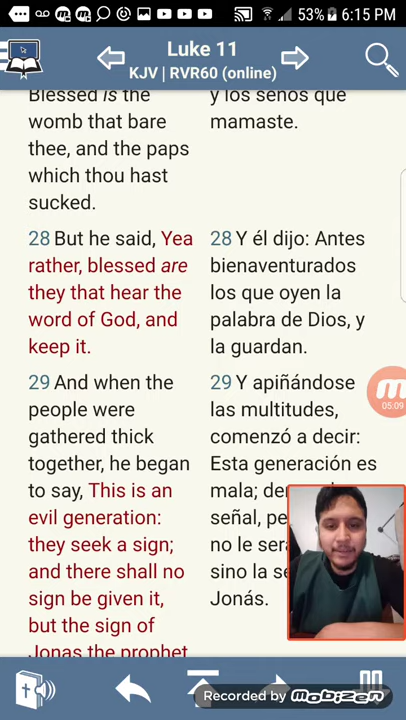 53% 6:15 PM
Luke 11
KJV | RVR60 (online)
Blessed is the
womb that bare
thee, and the paps
which thou hast
sucked.
28 But he said, Yea
rather, blessed are
they that hear the
word of God, and
keep it.
29 And when the
people were
gathered thick
together, he began
to say, This is an
evil generation:
they seek a sign;
and there shall no
sign be given it,
but the sign of
Jonas the prophet
y los senos que
mamaste.
28 Y él dijo: Antes
bienaventurados
los que oyen la
palabra de Dios, y
la guardan.
29 Y apiñándose
las multitudes,
comenzó a decir:
Esta generación es
mala;
señal,
no le
sino la
Jonás.
05:09
Recorded by mobizen